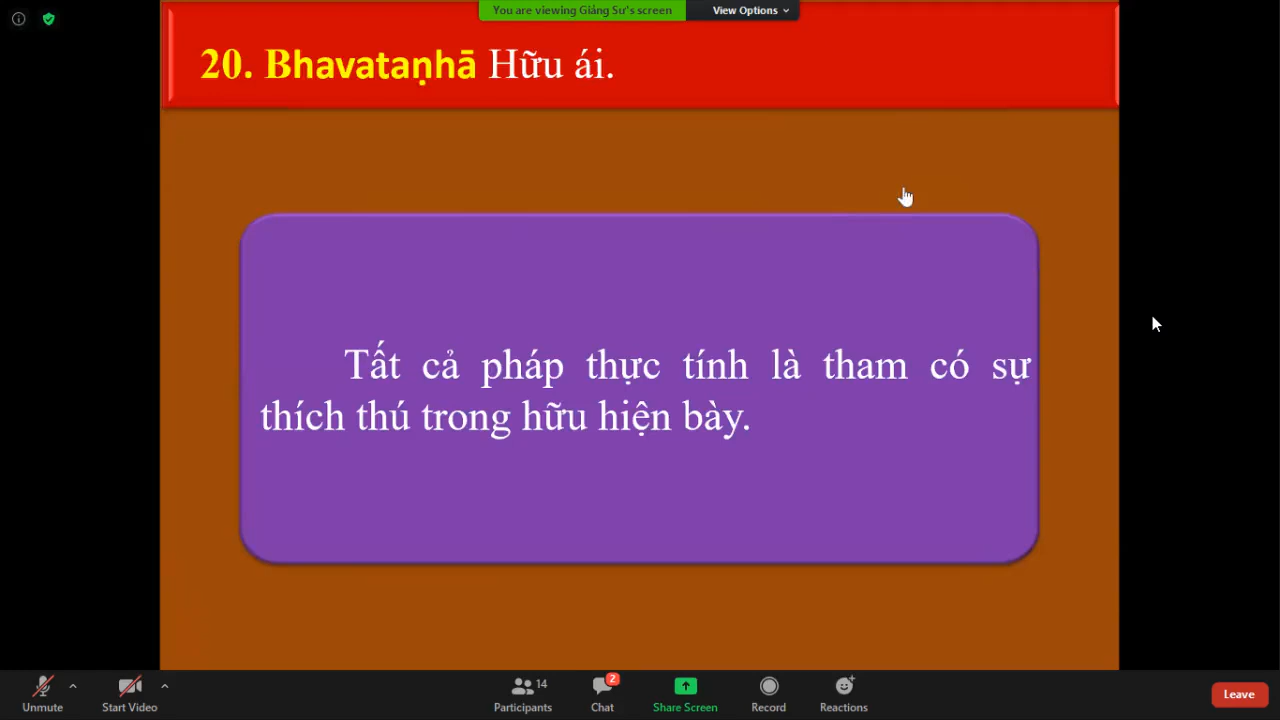 You are viewing Giảng Sư's screen View Options
20. Bhavataṇhā Hữu ái.
Tất cả pháp thực tính là tham có sự
thích thú trong hữu hiện bày.
Unmute Start Video 14 Participants 2 Chat Share Screen Record Reactions Leave